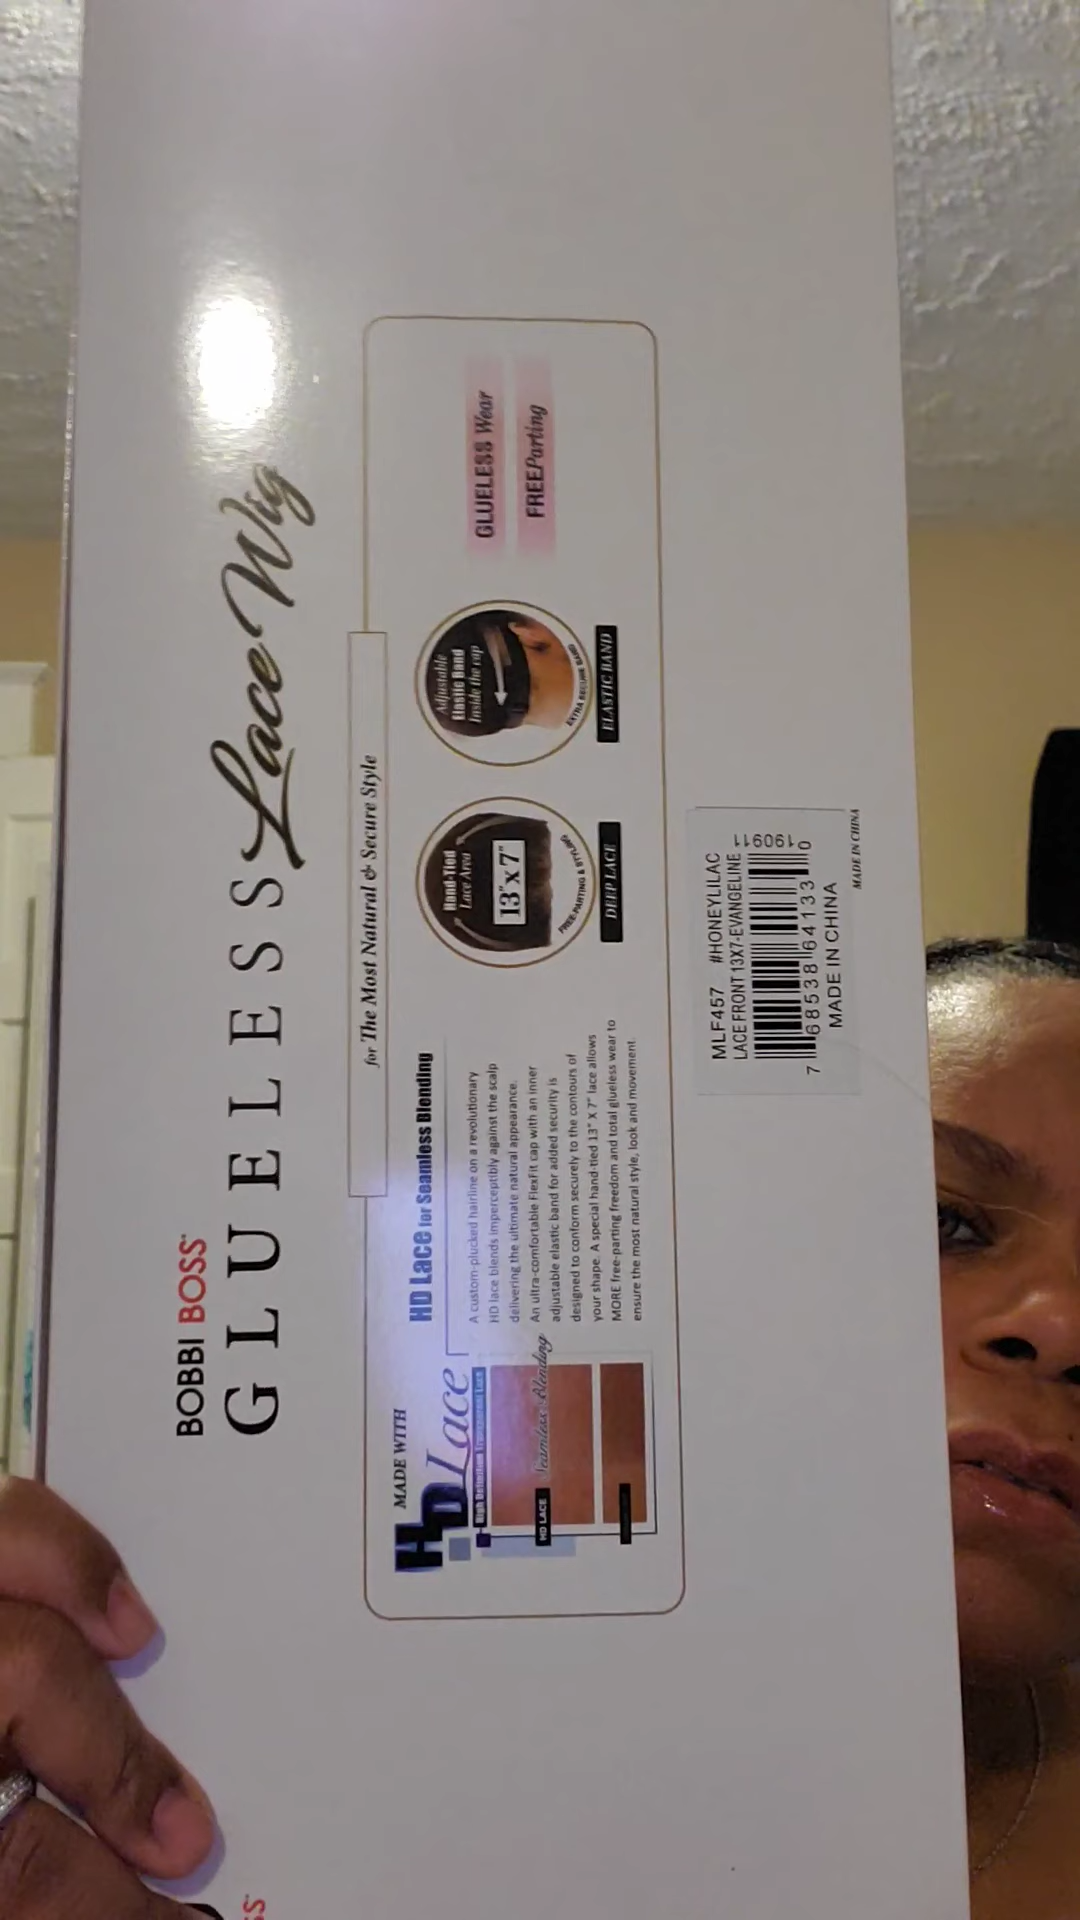 BOBBI BOSS
GLUELESS Lace Wig
for The Most Natural & Secure Style
MADE WITH
HD Lace
High Definition Transparent Lace
HD LACE
Seamless Blending
HD Lace for Seamless Blending
A custom-plucked hairline on a revolutionary
HD lace blends imperceptibly against the scalp
delivering the ultimate natural appearance.
An ultra-comfortable FlexFit cap with an inner
adjustable elastic band for added security is
designed to conform securely to the contours of
your shape. A special hand-tied 13" X 7" lace allows
MORE free-parting freedom and total glueless wear to
ensure the most natural style, look and movement.
Hand-Tied
Lace Area
13"x 7"
FREE-PARTING & STYLING
DEEP LACE
Adjustable
Elastic Band
Inside the cap
EXTRA SECURE BAND
ELASTIC BAND
GLUELESS Wear
FREEParting
MLF457 #HONEYLILAC
LACE FRONT 13X7-EVANGELINE
190911
7 68538 64133 0
MADE IN CHINA
MADE IN CHINA
SS